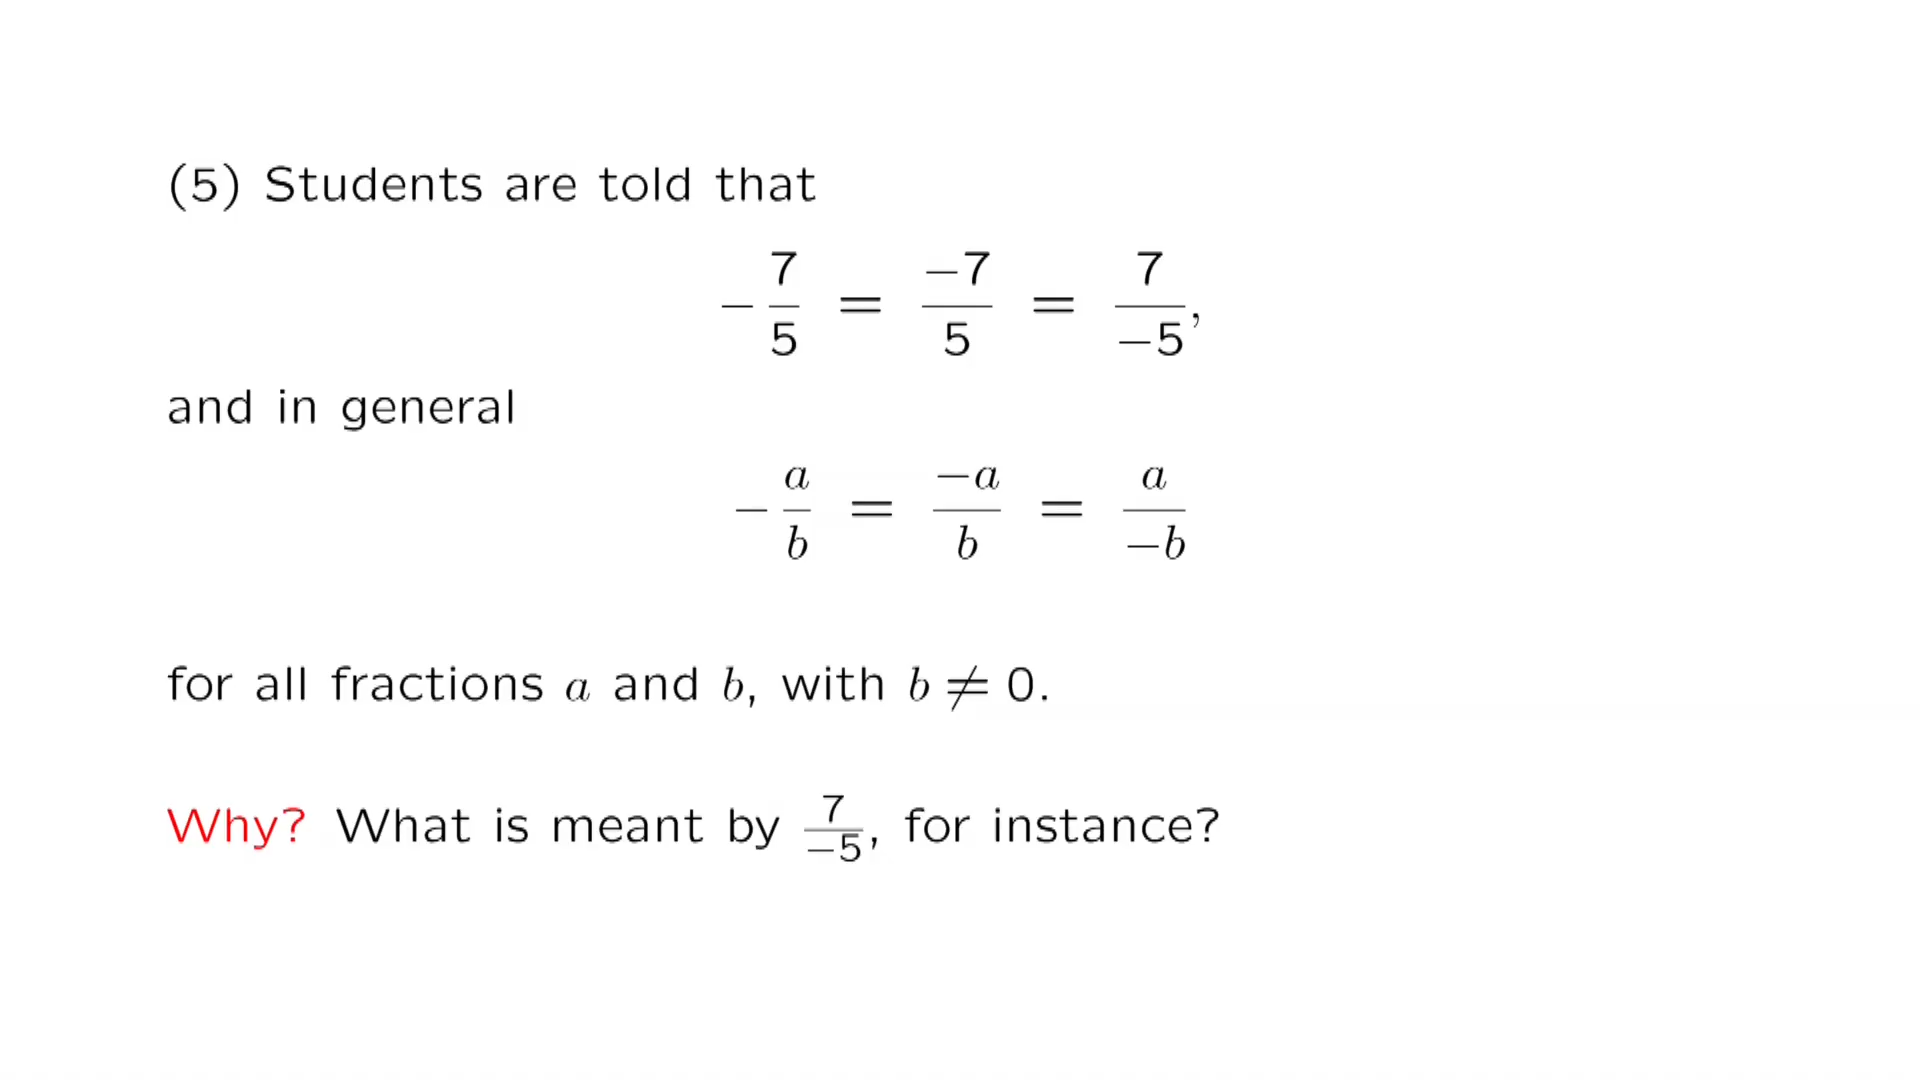 (5) Students are told that
−7/5 = −7/5 = 7/−5,
and in general
−a/b = −a/b = a/−b
for all fractions a and b, with b ≠ 0.
Why? What is meant by 7/−5, for instance?